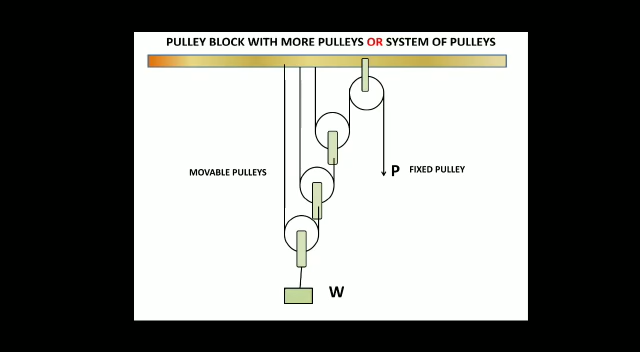 PULLEY BLOCK WITH MORE PULLEYS OR SYSTEM OF PULLEYS
MOVABLE PULLEYS
P
FIXED PULLEY
W